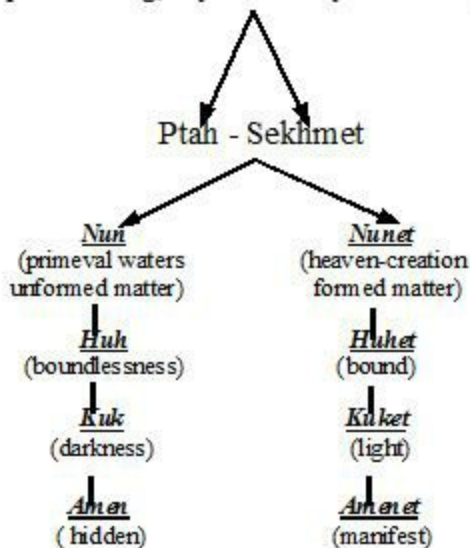 Ptah - Sekhmet
Nun
(primeval waters
unformed matter)
Nunet
(heaven-creation
formed matter)
Huh
(boundlessness)
Huhet
(bound)
Kuk
(darkness)
Kuket
(light)
Amen
( hidden)
Amenet
(manifest)